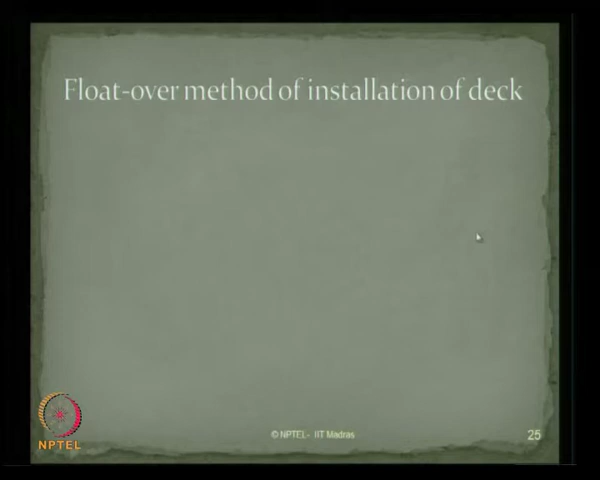 Float-over method of installation of deck
NPTEL
© NPTEL- IIT Madras
25